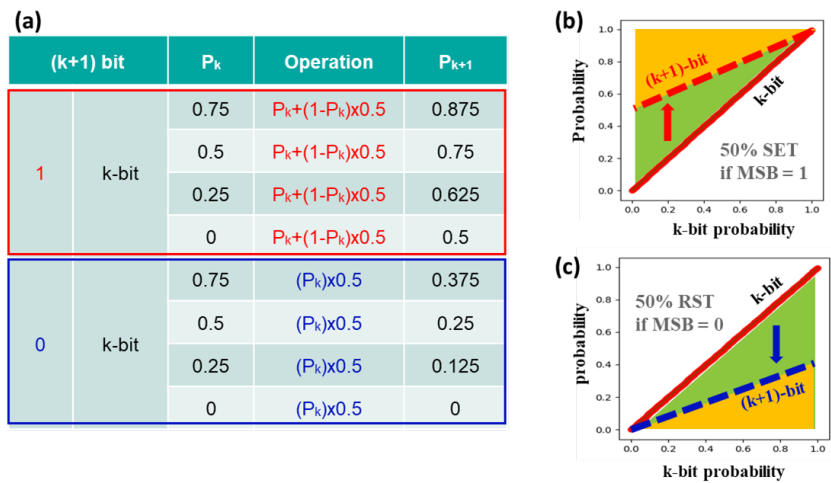 (a)
(k+1) bit Pk Operation Pk+1
1 k-bit
0.75 Pk+(1-Pk)x0.5 0.875
0.5 Pk+(1-Pk)x0.5 0.75
0.25 Pk+(1-Pk)x0.5 0.625
0 Pk+(1-Pk)x0.5 0.5
0 k-bit
0.75 (Pk)x0.5 0.375
0.5 (Pk)x0.5 0.25
0.25 (Pk)x0.5 0.125
0 (Pk)x0.5 0
(b)
Probability
1.0
0.8
0.6
0.4
0.2
0.0
(k+1)-bit
k-bit
50% SET
if MSB = 1
0.0 0.2 0.4 0.6 0.8 1.0
k-bit probability
(c)
probability
1.0
0.8
0.6
0.4
0.2
0.0
k-bit
50% RST
if MSB = 0
(k+1)-bit
0.0 0.2 0.4 0.6 0.8 1.0
k-bit probability